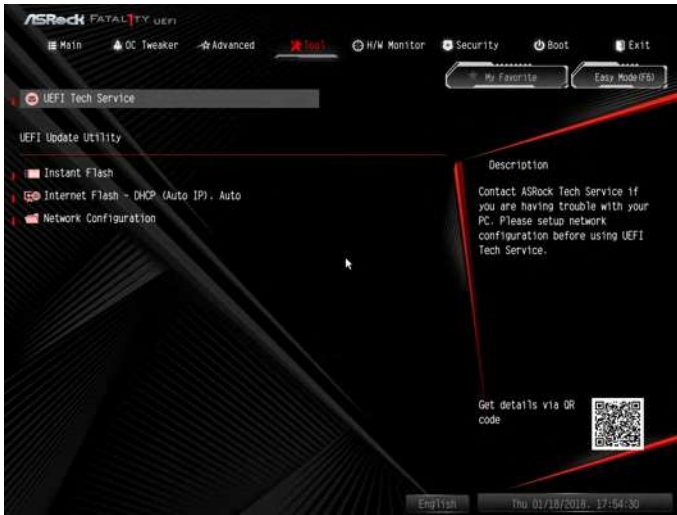 ASRock FATAL1TY UEFI
Main OC Tweaker Advanced Tool H/W Monitor Security Boot Exit
My Favorite Easy Mode(F6)
UEFI Tech Service
UEFI Update Utility
Instant Flash
Internet Flash - DHCP (Auto IP). Auto
Network Configuration
Description
Contact ASRock Tech Service if
you are having trouble with your
PC. Please setup network
configuration before using UEFI
Tech Service.
Get details via QR
code
English Thu 01/18/2018. 17:54:30